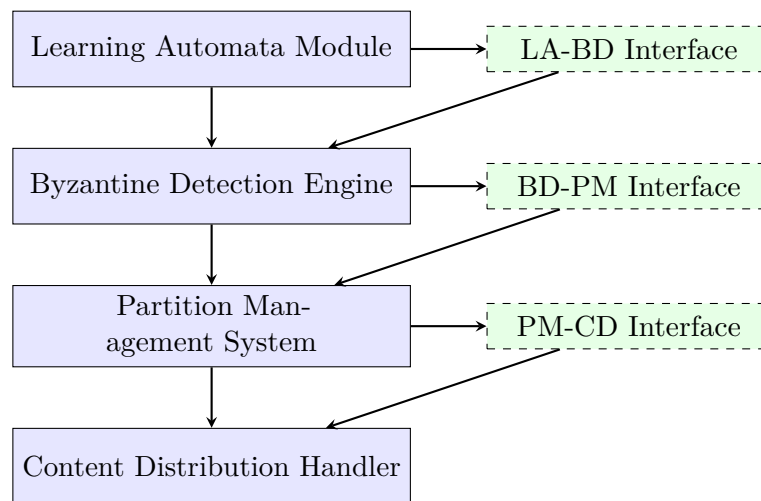 Learning Automata Module
LA-BD Interface
Byzantine Detection Engine
BD-PM Interface
Partition Man-
agement System
PM-CD Interface
Content Distribution Handler